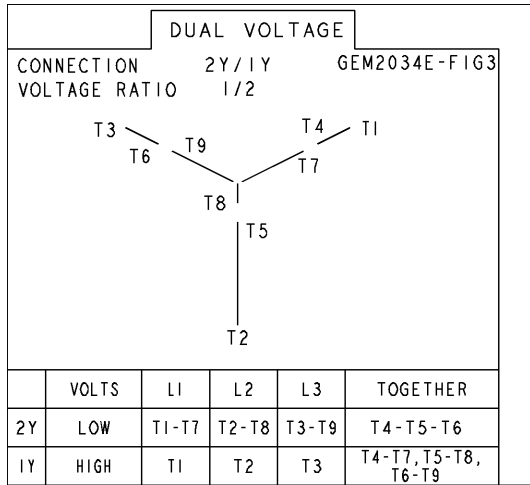 DUAL VOLTAGE
CONNECTION 2Y/1Y GEM2034E-FIG3
VOLTAGE RATIO 1/2
T3 T4 T1
T6 T9 T7
T8
T5
T2
VOLTS L1 L2 L3 TOGETHER
2Y LOW T1-T7 T2-T8 T3-T9 T4-T5-T6
1Y HIGH T1 T2 T3 T4-T7,T5-T8,
T6-T9